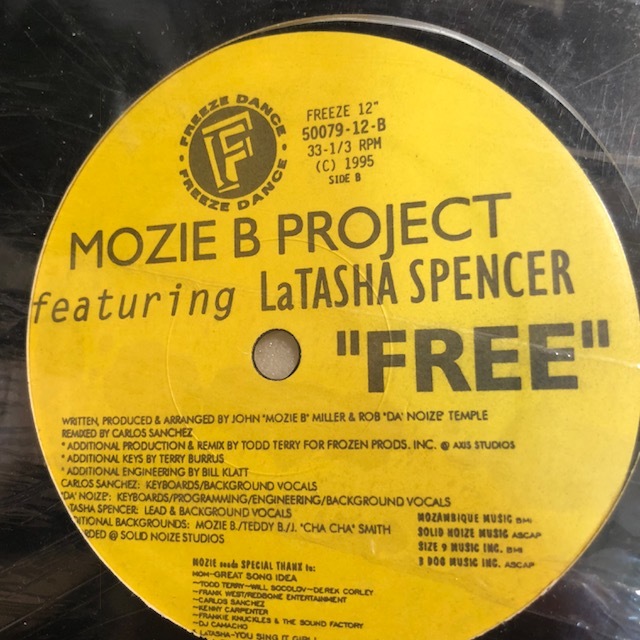 FREEZE DANCE • FREEZE DANCE •
F
FREEZE 12"
50079-12-B
33-1/3 RPM
(C) 1995
SIDE B
MOZIE B PROJECT
featuring LaTASHA SPENCER
"FREE"
WRITTEN, PRODUCED & ARRANGED BY JOHN "MOZIE B" MILLER & ROB "DA' NOIZE" TEMPLE
REMIXED BY CARLOS SANCHEZ
* ADDITIONAL PRODUCTION & REMIX BY TODD TERRY FOR FROZEN PRODS. INC. @ AXIS STUDIOS
* ADDITIONAL KEYS BY TERRY BURRUS
* ADDITIONAL ENGINEERING BY BILL KLATT
CARLOS SANCHEZ: KEYBOARDS/BACKGROUND VOCALS
"DA' NOIZE": KEYBOARDS/PROGRAMMING/ENGINEERING/BACKGROUND VOCALS
TASHA SPENCER: LEAD & BACKGROUND VOCALS
ITIONAL BACKGROUNDS: MOZIE B./TEDDY B./J. "CHA CHA" SMITH
RDED @ SOLID NOIZE STUDIOS
MOZAMBIQUE MUSIC BMI
SOLID NOIZE MUSIC ASCAP
SIZE 9 MUSIC INC. BMI
B DOG MUSIC INC. ASCAP
MOZIE sends SPECIAL THANX to:
MOM-GREAT SONG IDEA
~TODD TERRY~WILL SOCOLOV~DEREK CORLEY
~FRANK WEST/REDBONE ENTERTAINMENT
~CARLOS SANCHEZ
~KENNY CARPENTER
~FRANKIE KNUCKLES & THE SOUND FACTORY
~DJ CAMACHO
* LATASHA-YOU SING IT GIRL!